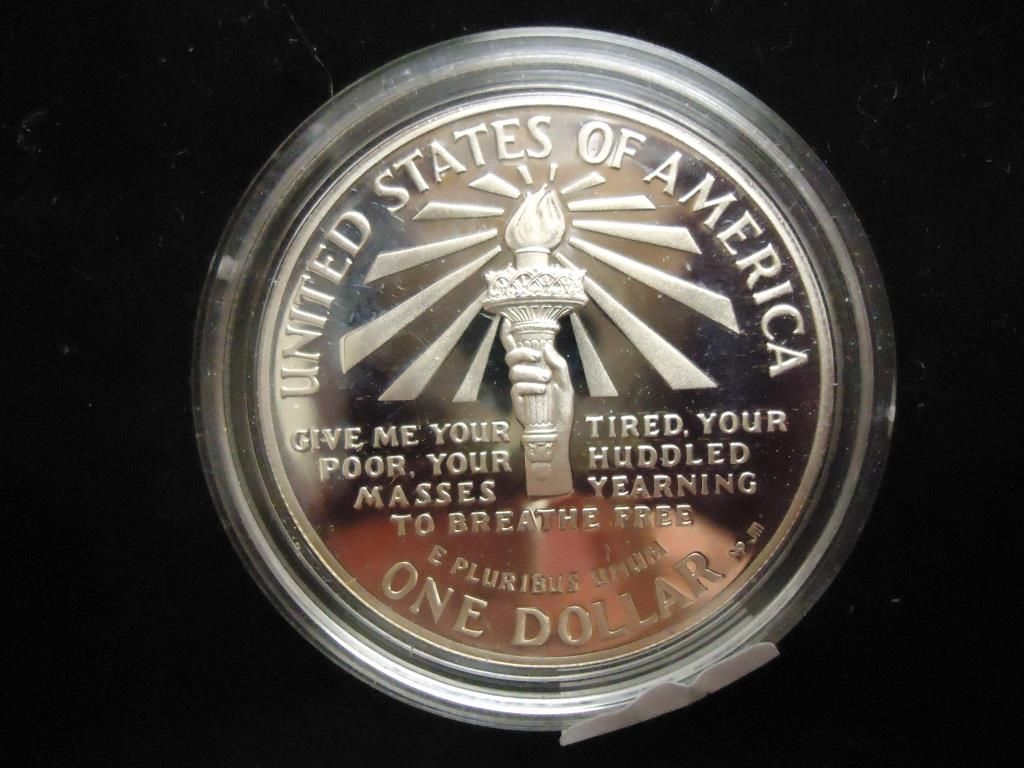 UNITED STATES OF AMERICA
GIVE ME YOUR TIRED, YOUR
POOR, YOUR HUDDLED
MASSES YEARNING
TO BREATHE FREE
E PLURIBUS UNUM
ONE DOLLAR